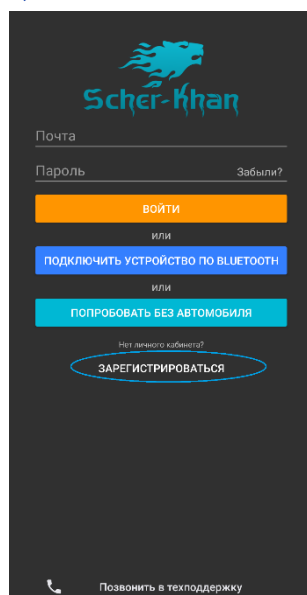 Scher-Khan
Почта
Пароль Забыли?
ВОЙТИ
или
ПОДКЛЮЧИТЬ УСТРОЙСТВО ПО BLUETOOTH
или
ПОПРОБОВАТЬ БЕЗ АВТОМОБИЛЯ
Нет личного кабинета?
ЗАРЕГИСТРИРОВАТЬСЯ
Позвонить в техподдержку